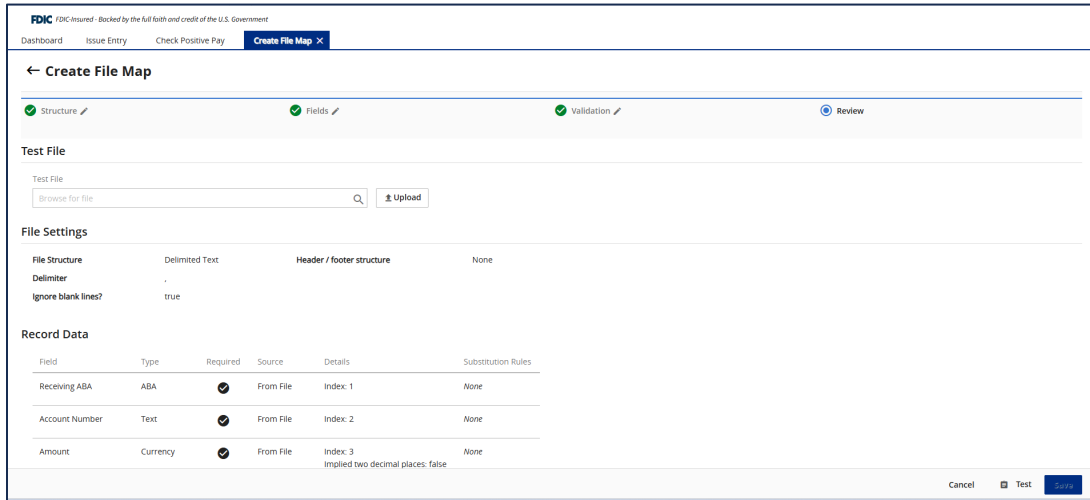 FDIC FDIC-Insured - Backed by the full faith and credit of the U.S. Government
Dashboard Issue Entry Check Positive Pay Create File Map ×
← Create File Map
Structure Fields Validation Review
Test File
Test File
Browse for file Upload
File Settings
File Structure Delimited Text Header / footer structure None
Delimiter ,
Ignore blank lines? true
Record Data
Field Type Required Source Details Substitution Rules
Receiving ABA ABA From File Index: 1 None
Account Number Text From File Index: 2 None
Amount Currency From File Index: 3 None
Implied two decimal places: false
Cancel Test Save